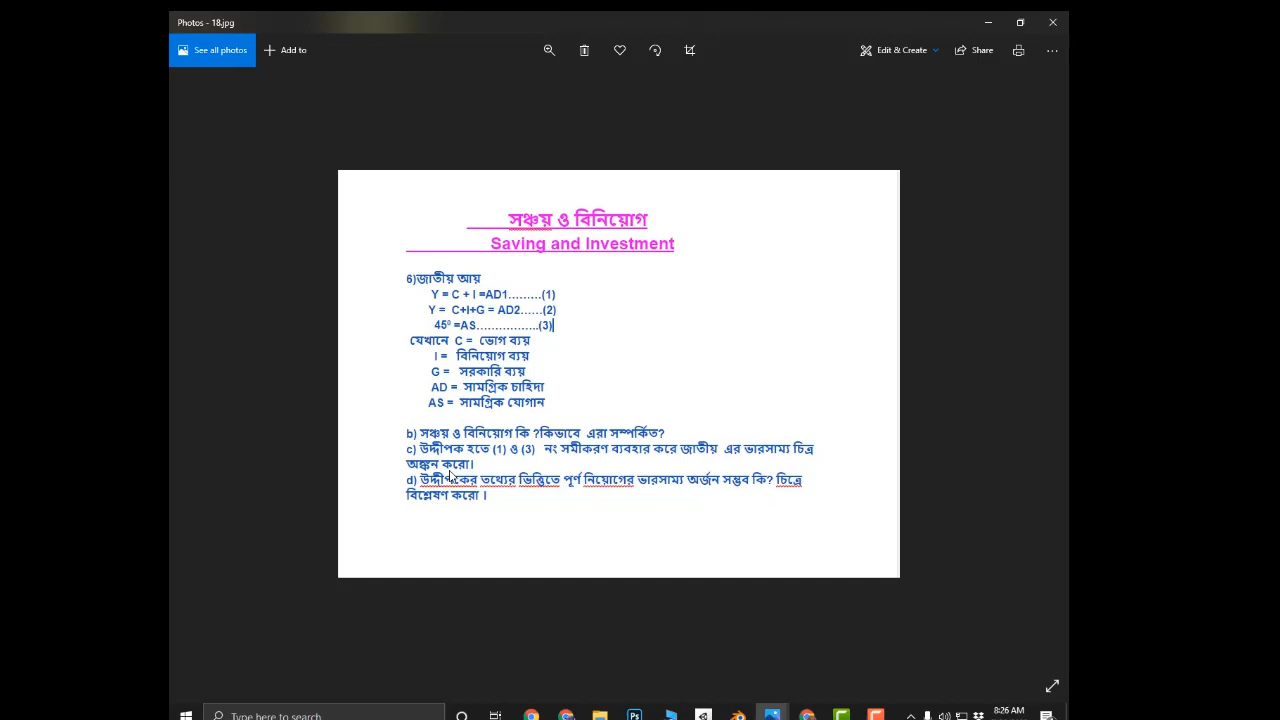 Photos - 18.jpg
See all photos
Add to
Edit & Create
Share
সঞ্চয় ও বিনিয়োগ
Saving and Investment
6)জাতীয় আয়
Y = C + I =AD1………(1)
Y = C+I+G = AD2……(2)
45⁰ =AS……………..(3)
যেখানে C = ভোগ ব্যয়
I = বিনিয়োগ ব্যয়
G = সরকারি ব্যয়
AD = সামগ্রিক চাহিদা
AS = সামগ্রিক যোগান
b) সঞ্চয় ও বিনিয়োগ কি ?কিভাবে এরা সম্পর্কিত?
c) উদ্দীপক হতে (1) ও (3) নং সমীকরণ ব্যবহার করে জাতীয় এর ভারসাম্য চিত্র
অঙ্কন করো।
d) উদ্দীপকের তথ্যের ভিত্তিতে পূর্ণ নিয়োগের ভারসাম্য অর্জন সম্ভব কি? চিত্রে
বিশ্লেষণ করো ।
Type here to search
Ps
8:26 AM